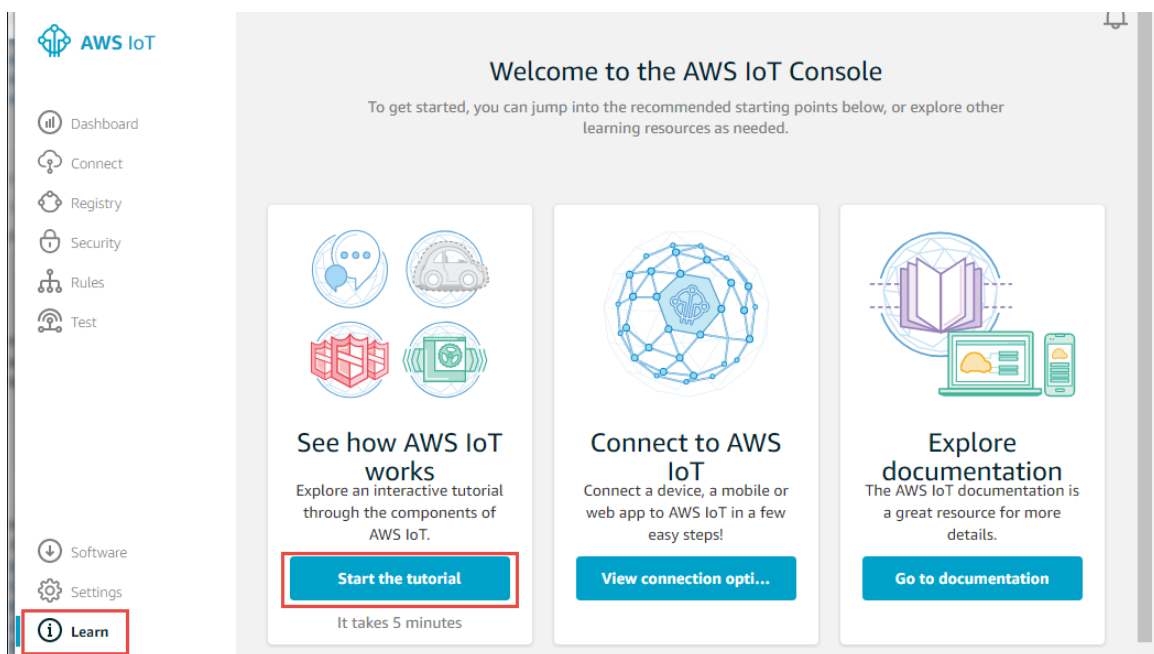 AWS IoT
Dashboard
Connect
Registry
Security
Rules
Test
Software
Settings
Learn
Welcome to the AWS IoT Console
To get started, you can jump into the recommended starting points below, or explore other
learning resources as needed.
See how AWS IoT
works
Explore an interactive tutorial
through the components of
AWS IoT.
Start the tutorial
It takes 5 minutes
Connect to AWS
IoT
Connect a device, a mobile or
web app to AWS IoT in a few
easy steps!
View connection opti...
Explore
documentation
The AWS IoT documentation is
a great resource for more
details.
Go to documentation